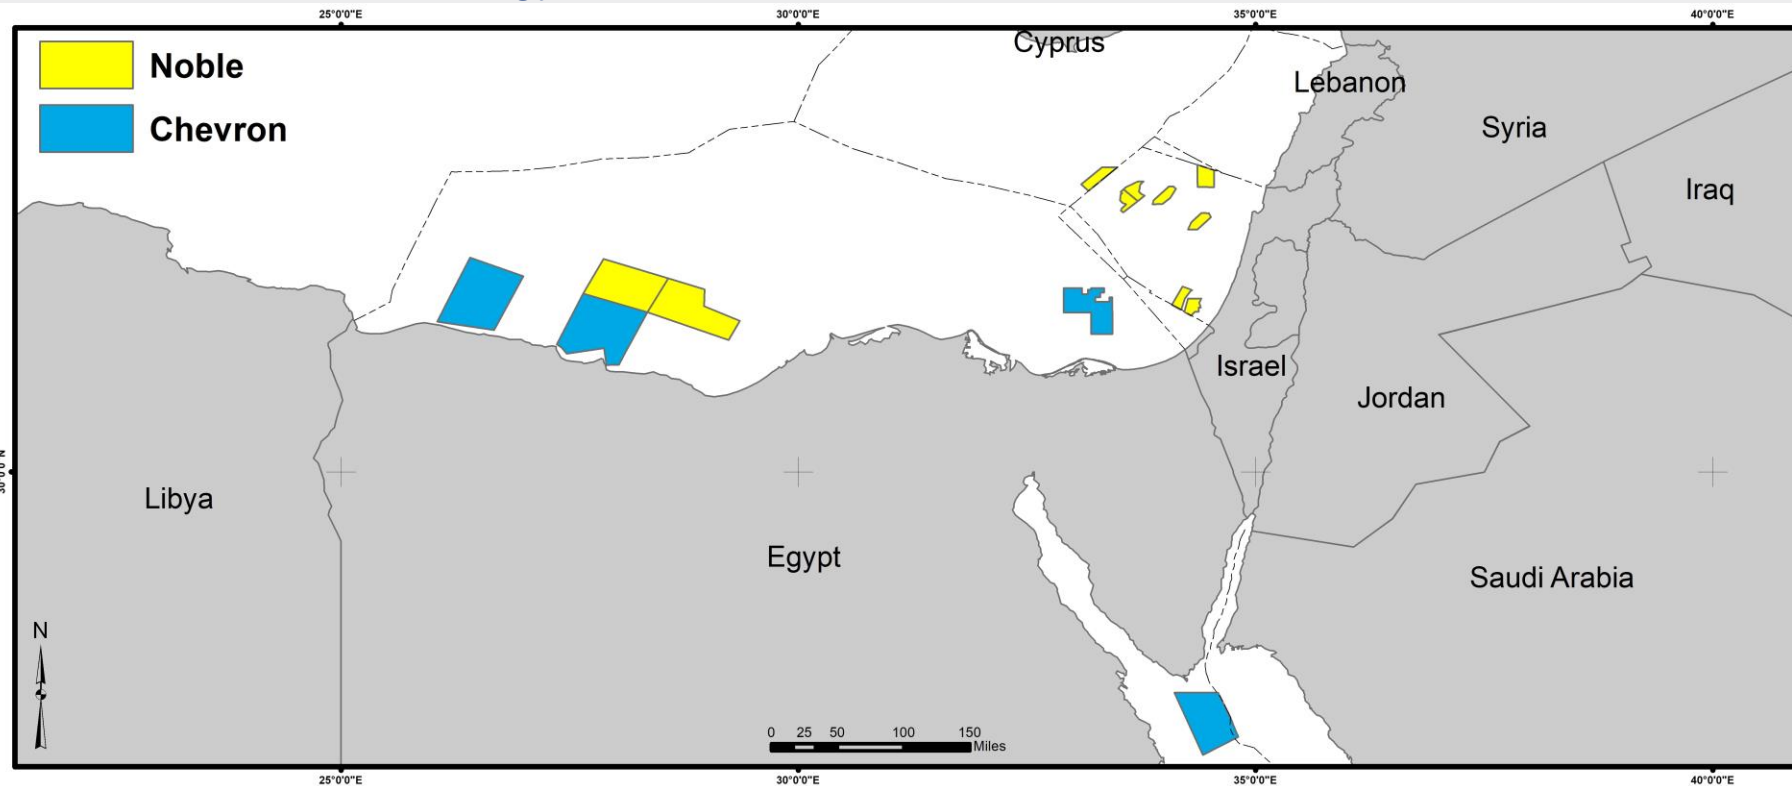 25°0'0"E 30°0'0"E 35°0'0"E 40°0'0"E
Noble
Chevron
Cyprus
Lebanon
Syria
Iraq
Israel
Jordan
Libya
Egypt
Saudi Arabia
N
0 25 50 100 150
Miles
25°0'0"E 30°0'0"E 35°0'0"E 40°0'0"E